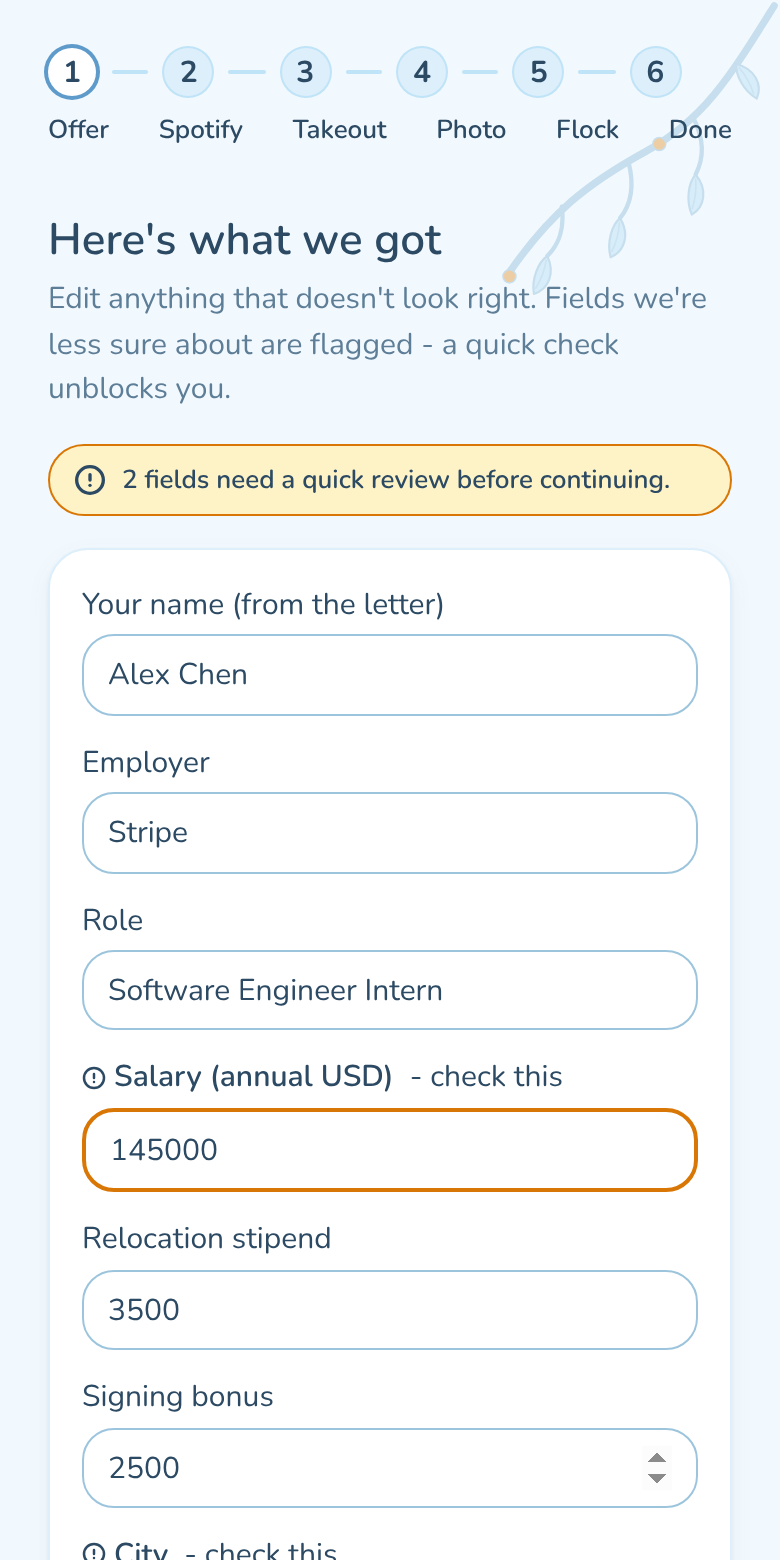 1 2 3 4 5 6
Offer Spotify Takeout Photo Flock Done
Here's what we got
Edit anything that doesn't look right. Fields we're
less sure about are flagged - a quick check
unblocks you.
2 fields need a quick review before continuing.
Your name (from the letter)
Alex Chen
Employer
Stripe
Role
Software Engineer Intern
Salary (annual USD) - check this
145000
Relocation stipend
3500
Signing bonus
2500
City - check this